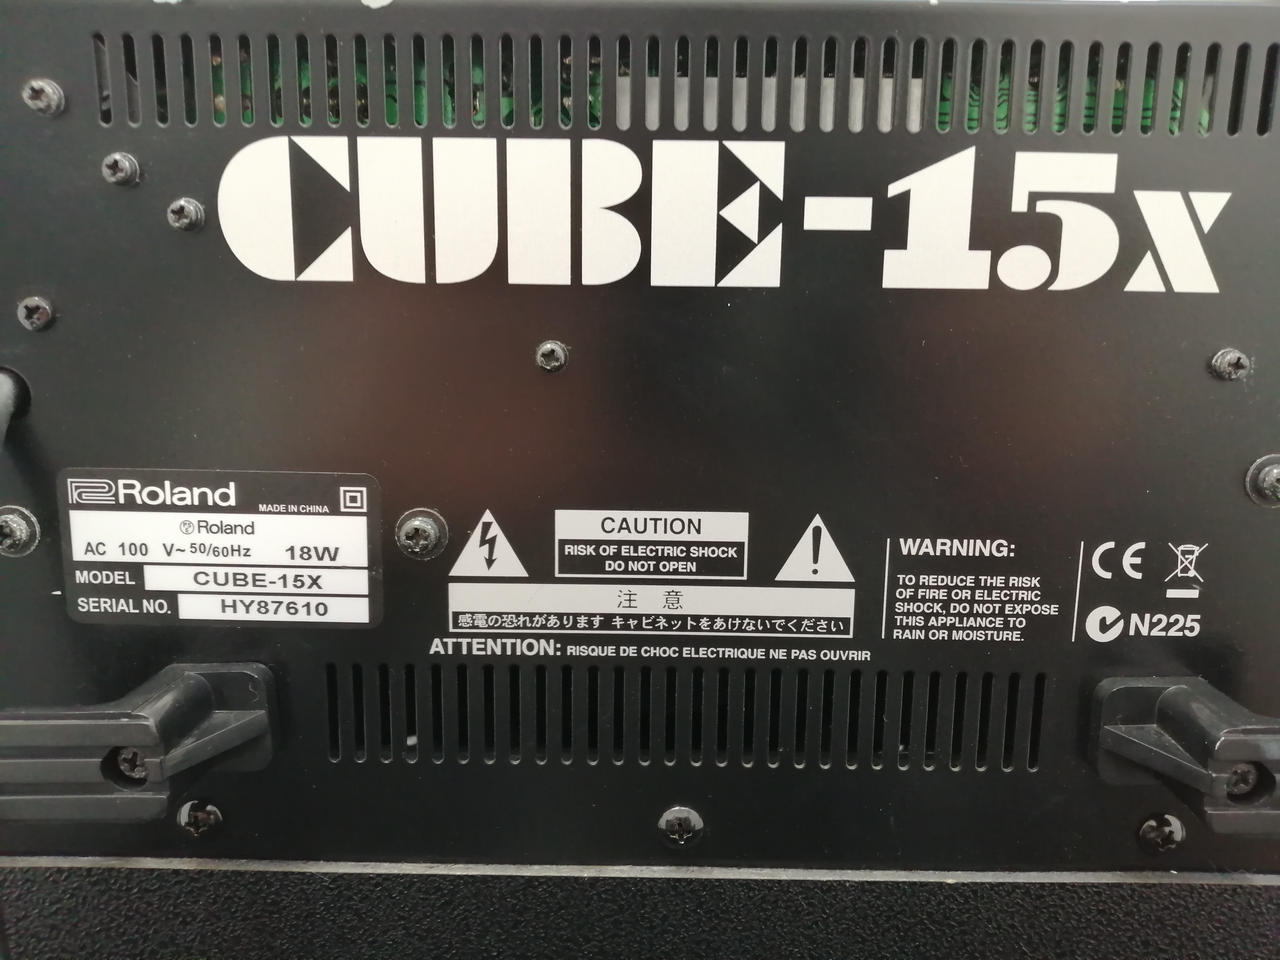 CUBE-15X
Roland
MADE IN CHINA
Roland
AC 100 V~ 50/60Hz 18W
MODEL CUBE-15X
SERIAL NO. HY87610
CAUTION
RISK OF ELECTRIC SHOCK
DO NOT OPEN
注 意
感電の恐れがあります キャビネットをあけないでください
ATTENTION: RISQUE DE CHOC ELECTRIQUE NE PAS OUVRIR
WARNING:
TO REDUCE THE RISK
OF FIRE OR ELECTRIC
SHOCK, DO NOT EXPOSE
THIS APPLIANCE TO
RAIN OR MOISTURE.
CE
N225